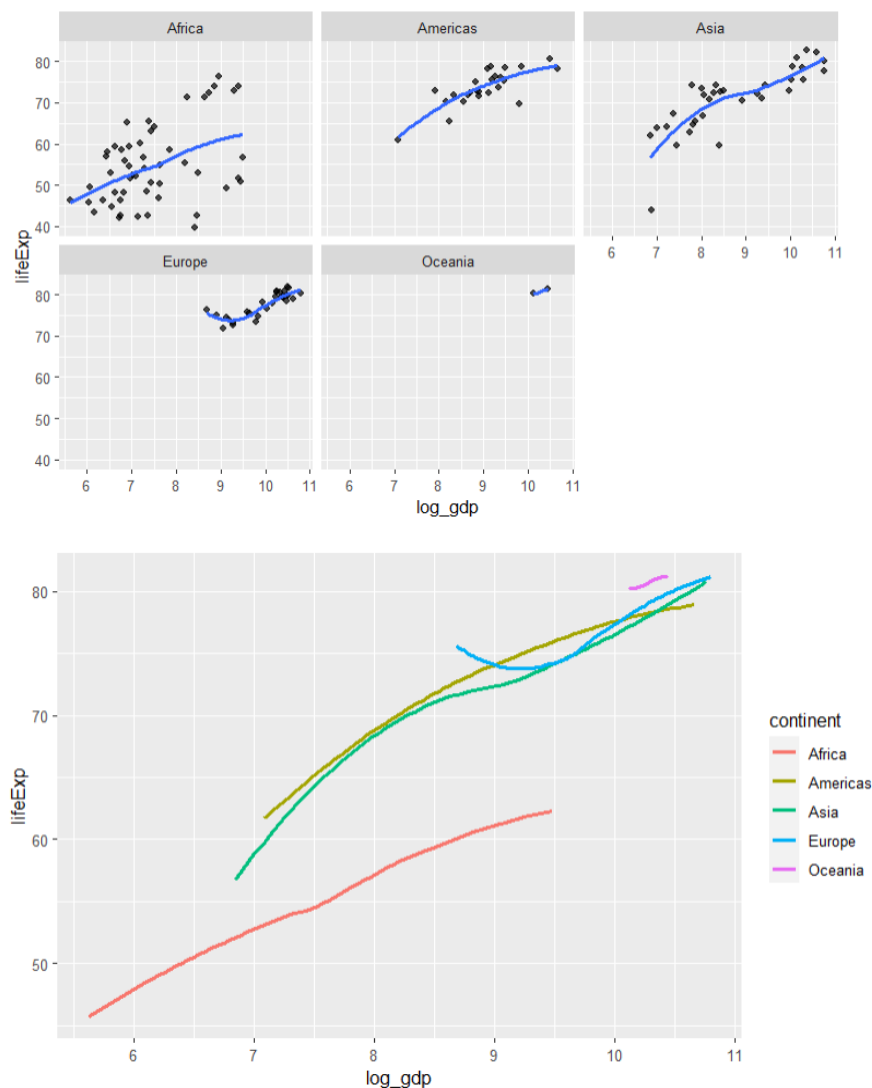 Africa
Americas
Asia
80
70
60
50
40
lifeExp
6 7 8 9 10 11
Europe
Oceania
80
70
60
50
40
6 7 8 9 10 11
6 7 8 9 10 11
log_gdp
80
70
60
50
lifeExp
6 7 8 9 10 11
log_gdp
continent
Africa
Americas
Asia
Europe
Oceania